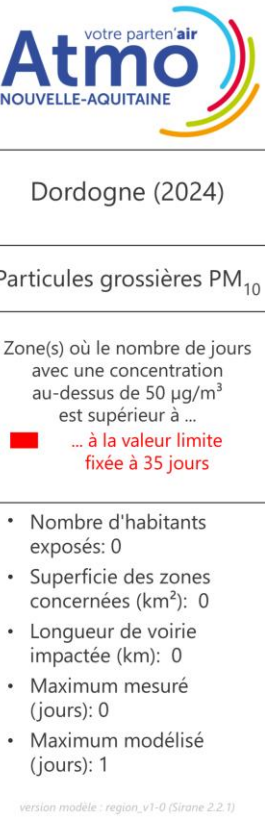 votre parten'air
Atmo
NOUVELLE-AQUITAINE
Dordogne (2024)
Particules grossières PM₁₀
Zone(s) où le nombre de jours
avec une concentration
au-dessus de 50 µg/m³
est supérieur à ...
... à la valeur limite
fixée à 35 jours
• Nombre d'habitants
exposés: 0
• Superficie des zones
concernées (km²): 0
• Longueur de voirie
impactée (km): 0
• Maximum mesuré
(jours): 0
• Maximum modélisé
(jours): 1
version modèle : region_v1-0 (Sirane 2.2.1)